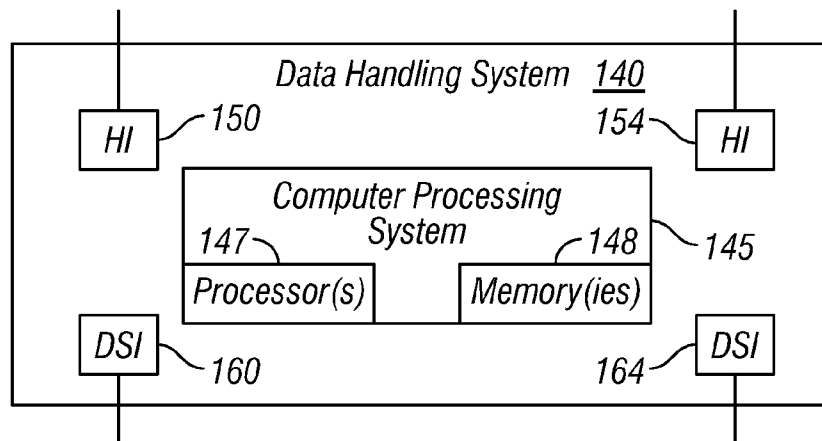 Data Handling System 140
HI
150
154
HI
Computer Processing
System
147
148
145
Processor(s)
Memory(ies)
DSI
160
164
DSI